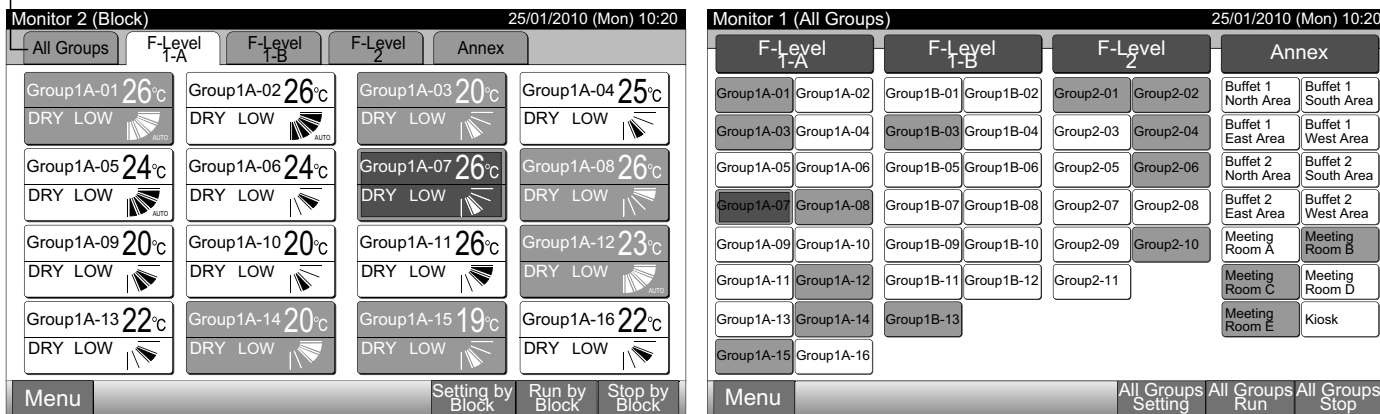 Monitor 2 (Block) 25/01/2010 (Mon) 10:20
All Groups F-Level 1-A F-Level 1-B F-Level 2 Annex
Group1A-01 26°C Group1A-02 26°C Group1A-03 20°C Group1A-04 25°C
DRY LOW AUTO DRY LOW AUTO DRY LOW DRY LOW
Group1A-05 24°C Group1A-06 24°C Group1A-07 26°C Group1A-08 26°C
DRY LOW AUTO DRY LOW DRY LOW DRY LOW
Group1A-09 20°C Group1A-10 20°C Group1A-11 26°C Group1A-12 23°C
DRY LOW DRY LOW DRY LOW DRY LOW AUTO
Group1A-13 22°C Group1A-14 20°C Group1A-15 19°C Group1A-16 22°C
DRY LOW DRY LOW DRY LOW DRY LOW
Menu Setting by Block Run by Block Stop by Block
Monitor 1 (All Groups) 25/01/2010 (Mon) 10:20
F-Level 1-A F-Level 1-B F-Level 2 Annex
Group1A-01 Group1A-02 Group1B-01 Group1B-02 Group2-01 Group2-02 Buffet 1 North Area Buffet 1 South Area
Group1A-03 Group1A-04 Group1B-03 Group1B-04 Group2-03 Group2-04 Buffet 1 East Area Buffet 1 West Area
Group1A-05 Group1A-06 Group1B-05 Group1B-06 Group2-05 Group2-06 Buffet 2 North Area Buffet 2 South Area
Group1A-07 Group1A-08 Group1B-07 Group1B-08 Group2-07 Group2-08 Buffet 2 East Area Buffet 2 West Area
Group1A-09 Group1A-10 Group1B-09 Group1B-10 Group2-09 Group2-10 Meeting Room A Meeting Room B
Group1A-11 Group1A-12 Group1B-11 Group1B-12 Group2-11 Meeting Room C Meeting Room D
Group1A-13 Group1A-14 Group1B-13 Meeting Room E Kiosk
Group1A-15 Group1A-16
Menu All Groups Setting All Groups Run All Groups Stop